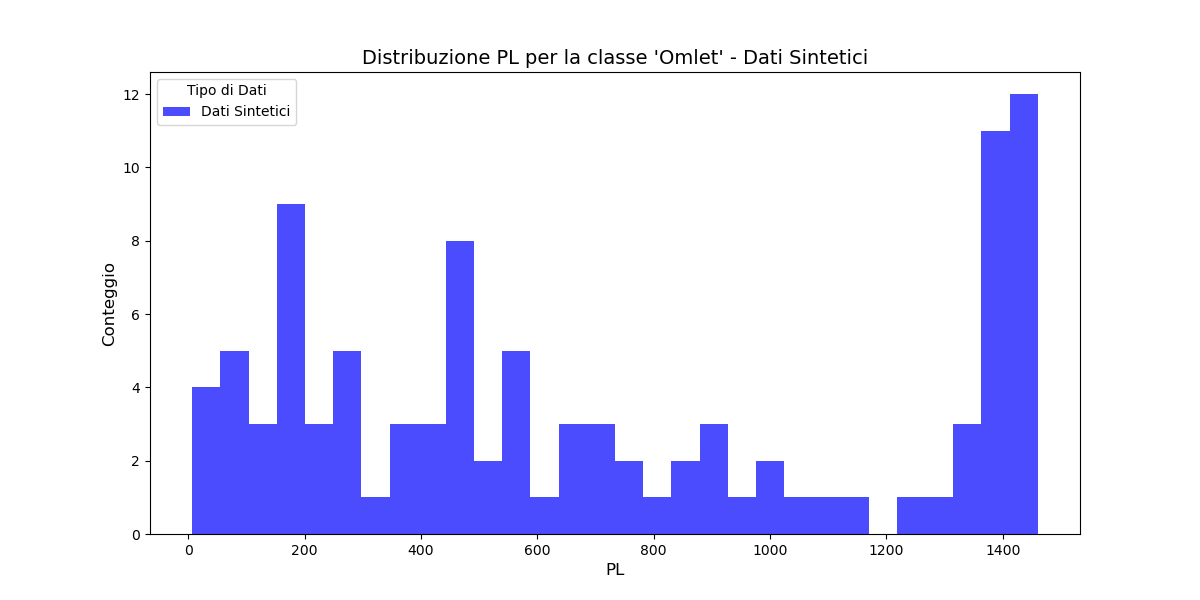 Distribuzione PL per la classe 'Omlet' - Dati Sintetici
Tipo di Dati
Dati Sintetici
12
10
8
6
4
2
0
Conteggio
0 200 400 600 800 1000 1200 1400
PL